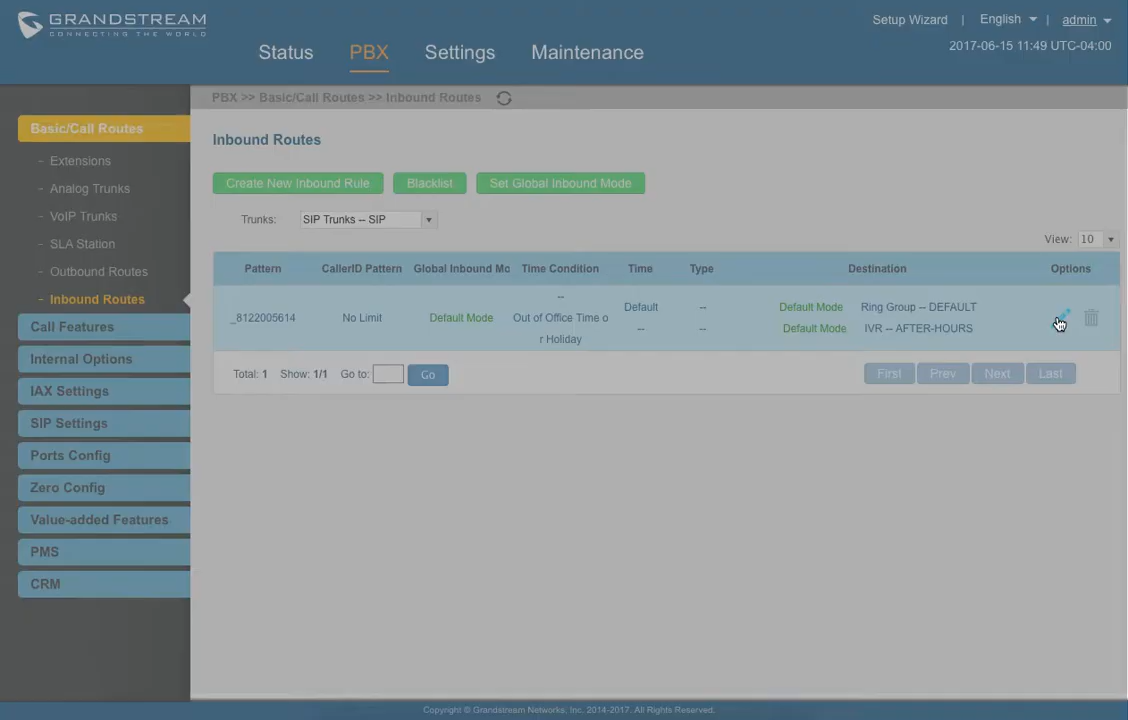 GRANDSTREAM
CONNECTING THE WORLD
Setup Wizard | English | admin
2017-06-15 11:49 UTC-04:00
Status PBX Settings Maintenance
PBX >> Basic/Call Routes >> Inbound Routes
Basic/Call Routes
- Extensions
- Analog Trunks
- VoIP Trunks
- SLA Station
- Outbound Routes
- Inbound Routes
Call Features
Internal Options
IAX Settings
SIP Settings
Ports Config
Zero Config
Value-added Features
PMS
CRM
Inbound Routes
Create New Inbound Rule Blacklist Set Global Inbound Mode
Trunks: SIP Trunks -- SIP
View: 10
Pattern CallerID Pattern Global Inbound Mc Time Condition Time Type Destination Options
--
Default -- Default Mode Ring Group -- DEFAULT
_8122005614 No Limit Default Mode Out of Office Time o
-- -- Default Mode IVR -- AFTER-HOURS
r Holiday
Total: 1 Show: 1/1 Go to: Go First Prev Next Last
Copyright © Grandstream Networks, Inc. 2014-2017. All Rights Reserved.